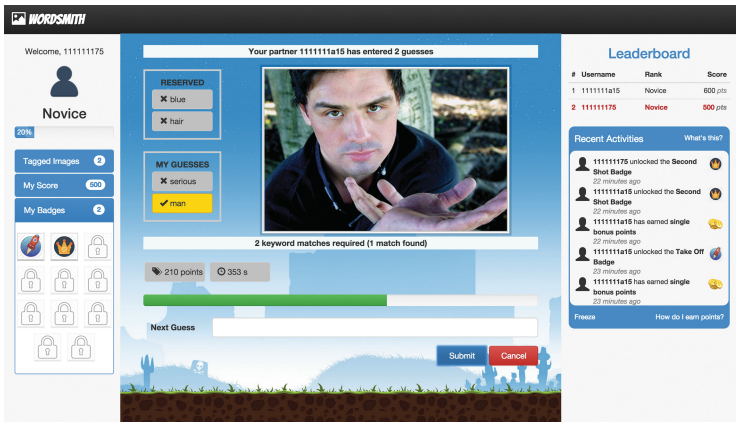 WORDSMITH
Welcome, 111111175
Novice
20%
Tagged Images 2
My Score 500
My Badges 2
Your partner 1111111a15 has entered 2 guesses
RESERVED
blue
hair
MY GUESSES
serious
man
2 keyword matches required (1 match found)
210 points
353 s
Next Guess
Submit
Cancel
Leaderboard
# Username Rank Score
1 1111111a15 Novice 600 pts
2 111111175 Novice 500 pts
Recent Activities What's this?
111111175 unlocked the Second
Shot Badge
22 minutes ago
1111111a15 unlocked the Second
Shot Badge
22 minutes ago
1111111a15 has earned single
bonus points
22 minutes ago
1111111a15 unlocked the Take Off
Badge
23 minutes ago
1111111a15 has earned single
bonus points
23 minutes ago
Freeze How do I earn points?